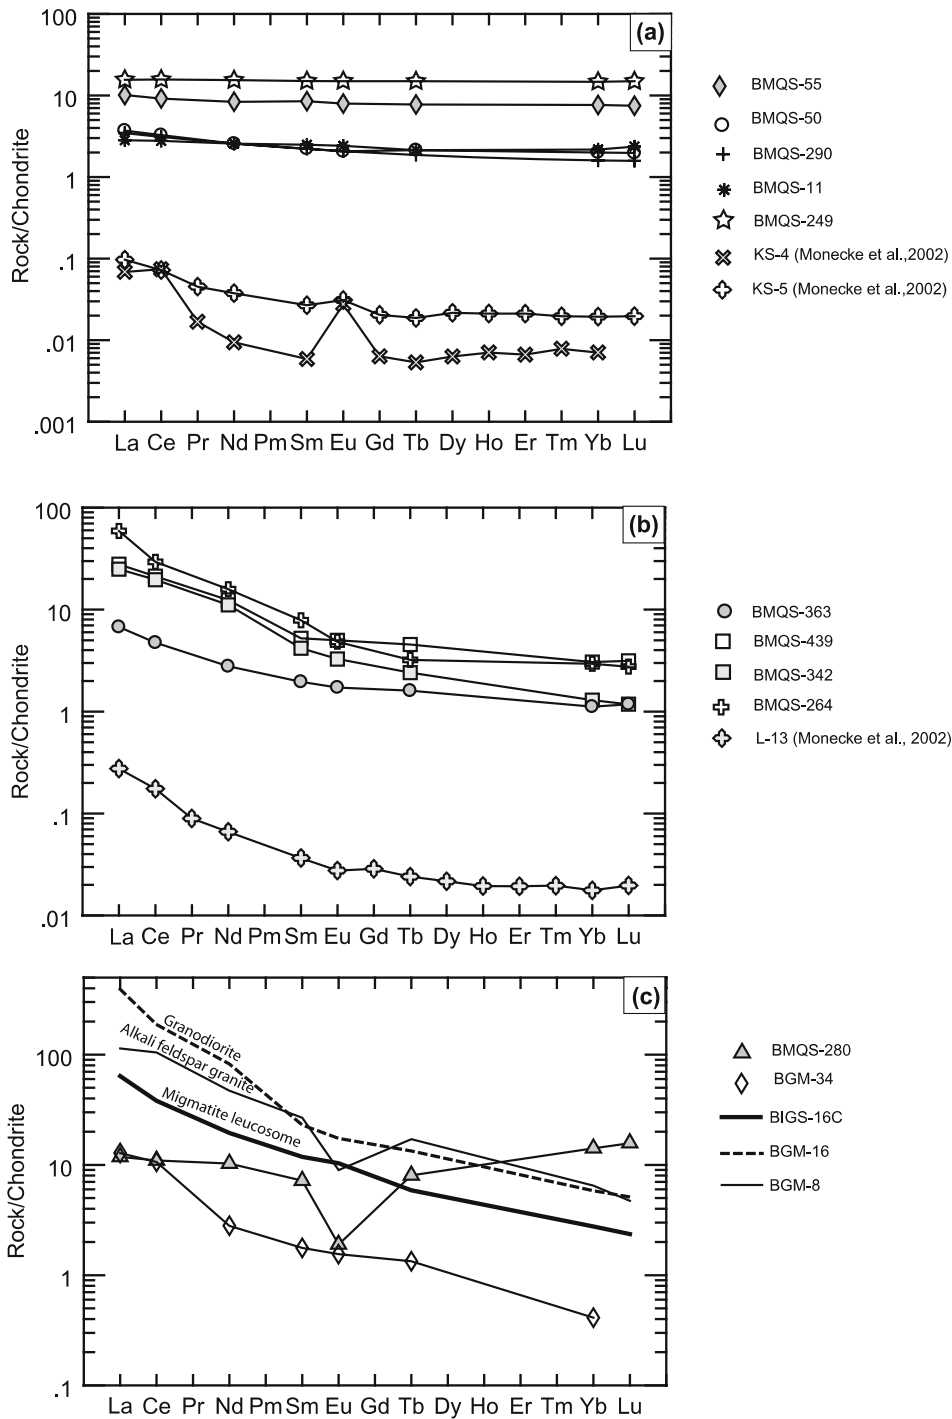 (a)
Rock/Chondrite
100
10
1
.1
.01
.001
La Ce Pr Nd Pm Sm Eu Gd Tb Dy Ho Er Tm Yb Lu
BMQS-55
BMQS-50
BMQS-290
BMQS-11
BMQS-249
KS-4 (Monecke et al.,2002)
KS-5 (Monecke et al.,2002)
(b)
Rock/Chondrite
100
10
1
.1
.01
La Ce Pr Nd Pm Sm Eu Gd Tb Dy Ho Er Tm Yb Lu
BMQS-363
BMQS-439
BMQS-342
BMQS-264
L-13 (Monecke et al., 2002)
(c)
Rock/Chondrite
100
10
1
.1
Granodiorite
Alkali feldspar granite
Migmatite leucosome
La Ce Pr Nd Pm Sm Eu Gd Tb Dy Ho Er Tm Yb Lu
BMQS-280
BGM-34
BIGS-16C
BGM-16
BGM-8